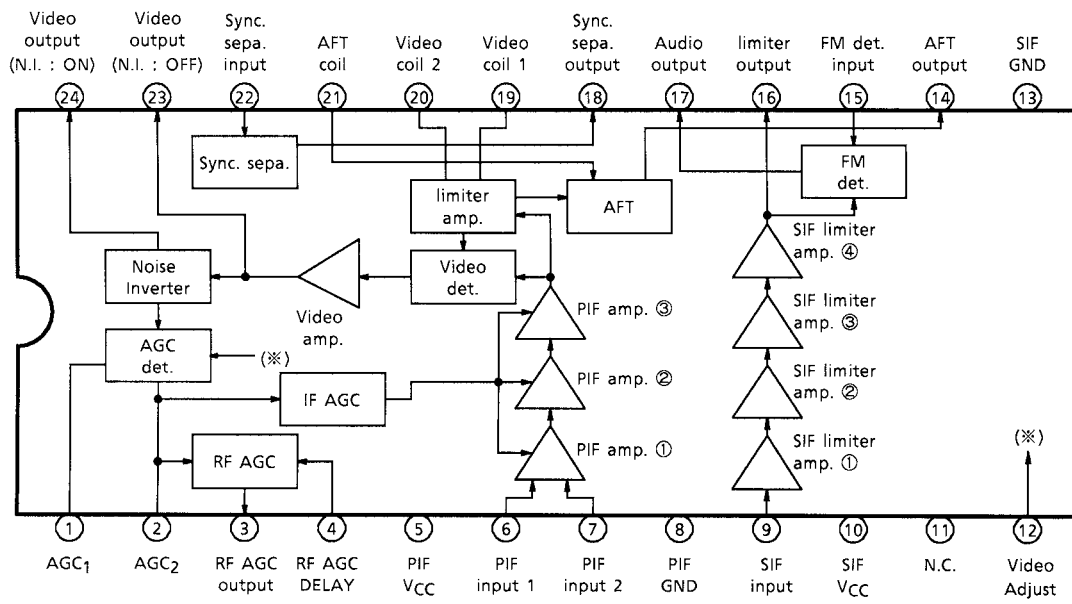 Video
output
(N.I. : ON)
Video
output
(N.I. : OFF)
Sync.
sepa.
input
AFT
coil
Video
coil 2
Video
coil 1
Sync.
sepa.
output
Audio
output
limiter
output
FM det.
input
AFT
output
SIF
GND
24 23 22 21 20 19 18 17 16 15 14 13
Sync. sepa.
limiter
amp.
AFT
FM
det.
Noise
Inverter
Video
amp.
Video
det.
PIF amp. ③
SIF limiter
amp. ④
SIF limiter
amp. ③
AGC
det.
(※)
IF AGC
PIF amp. ②
SIF limiter
amp. ②
RF AGC
PIF amp. ①
SIF limiter
amp. ①
(※)
1 2 3 4 5 6 7 8 9 10 11 12
AGC1
AGC2
RF AGC
output
RF AGC
DELAY
PIF
VCC
PIF
input 1
PIF
input 2
PIF
GND
SIF
input
SIF
VCC
N.C.
Video
Adjust